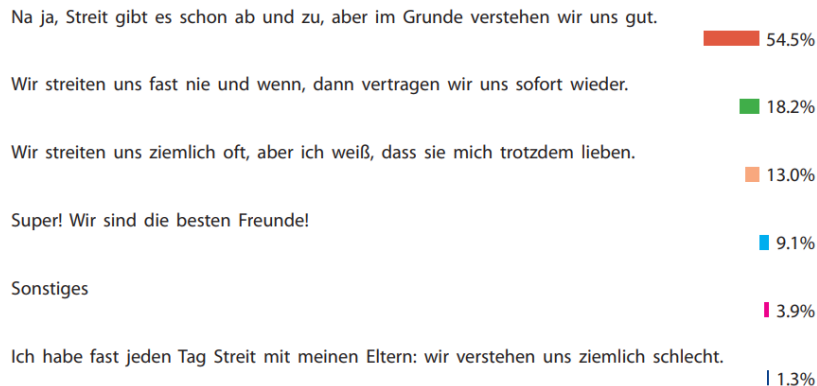 Na ja, Streit gibt es schon ab und zu, aber im Grunde verstehen wir uns gut.
54.5%
Wir streiten uns fast nie und wenn, dann vertragen wir uns sofort wieder.
18.2%
Wir streiten uns ziemlich oft, aber ich weiß, dass sie mich trotzdem lieben.
13.0%
Super! Wir sind die besten Freunde!
9.1%
Sonstiges
3.9%
Ich habe fast jeden Tag Streit mit meinen Eltern: wir verstehen uns ziemlich schlecht.
1.3%